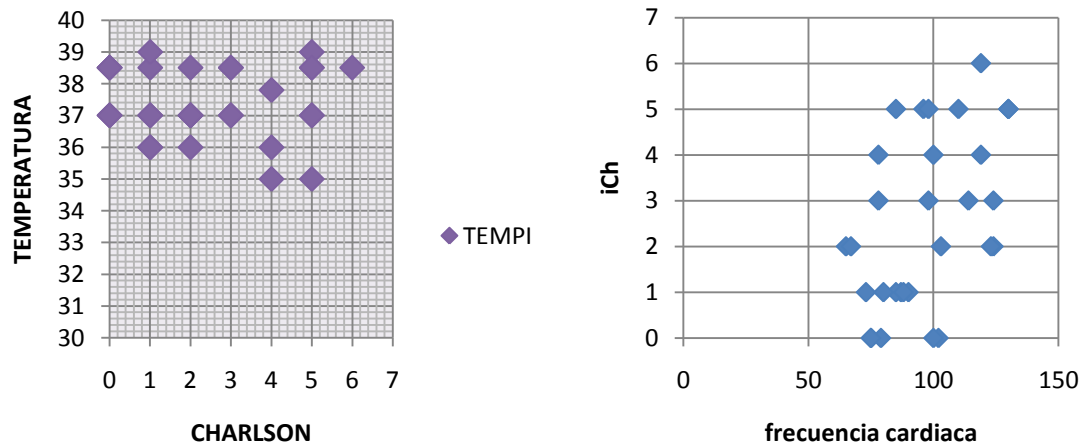 TEMPERATURA
40
39
38
37
36
35
34
33
32
31
30
0 1 2 3 4 5 6 7
CHARLSON
TEMPI
iCh
7
6
5
4
3
2
1
0
0 50 100 150
frecuencia cardiaca